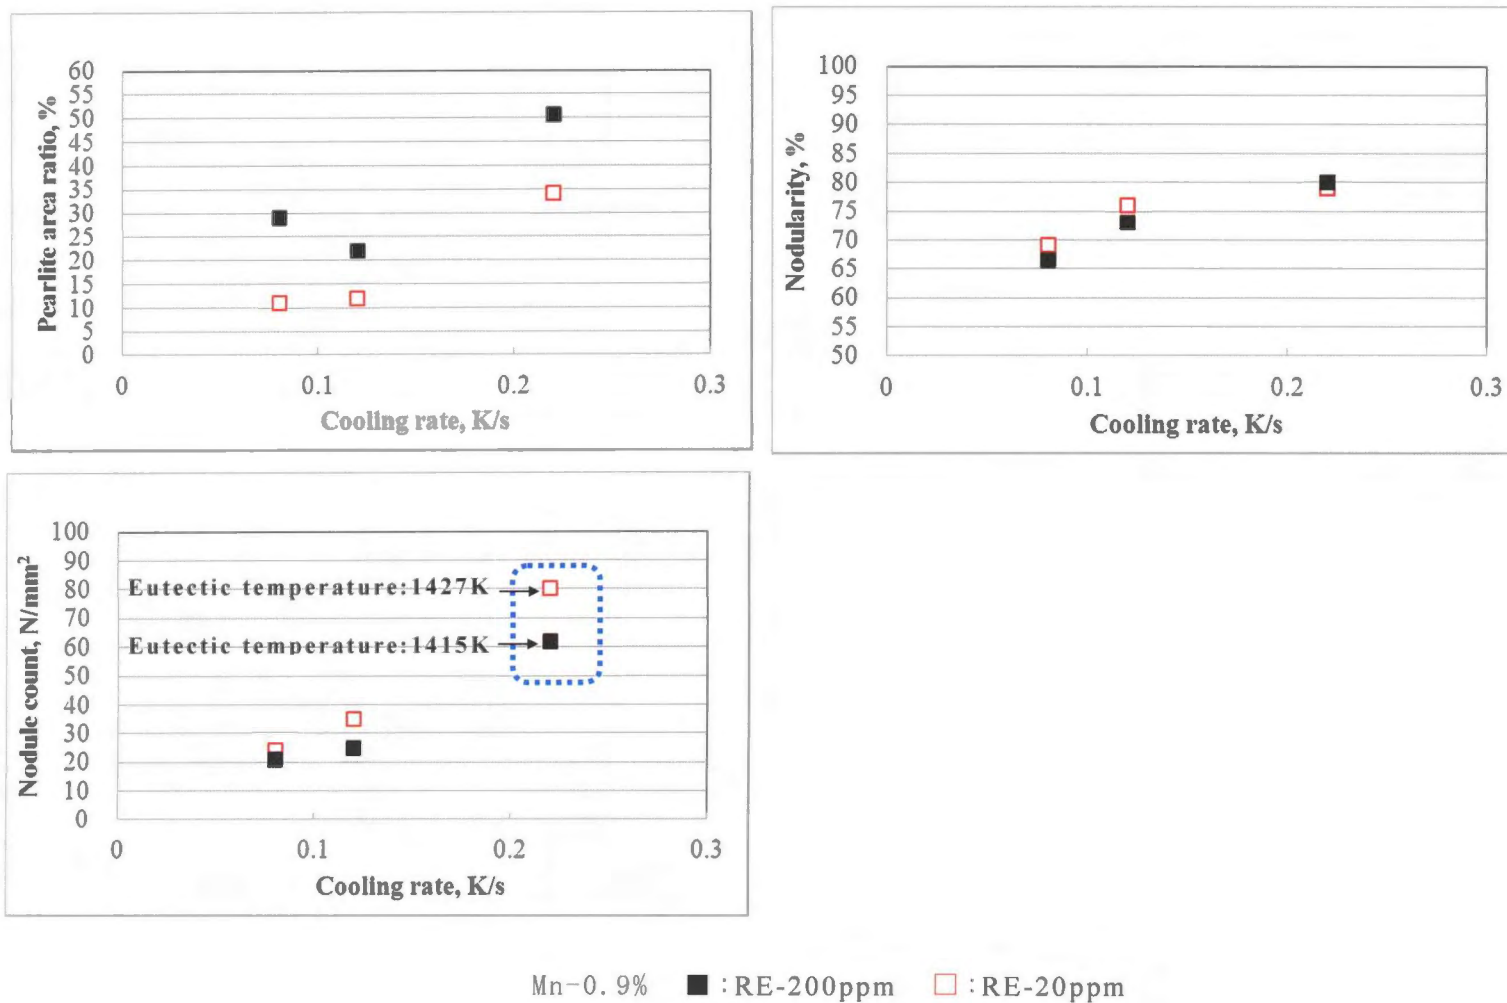 60
55
50
45
40
35
30
25
20
15
10
5
0
Pearlite area ratio, %
0 0.1 0.2 0.3
Cooling rate, K/s
100
95
90
85
80
75
70
65
60
55
50
Nodularity, %
0 0.1 0.2 0.3
Cooling rate, K/s
100
90
80
70
60
50
40
30
20
10
0
Nodule count, N/mm²
Eutectic temperature:1427K
Eutectic temperature:1415K
0 0.1 0.2 0.3
Cooling rate, K/s
Mn-0.9% ■:RE-200ppm □:RE-20ppm